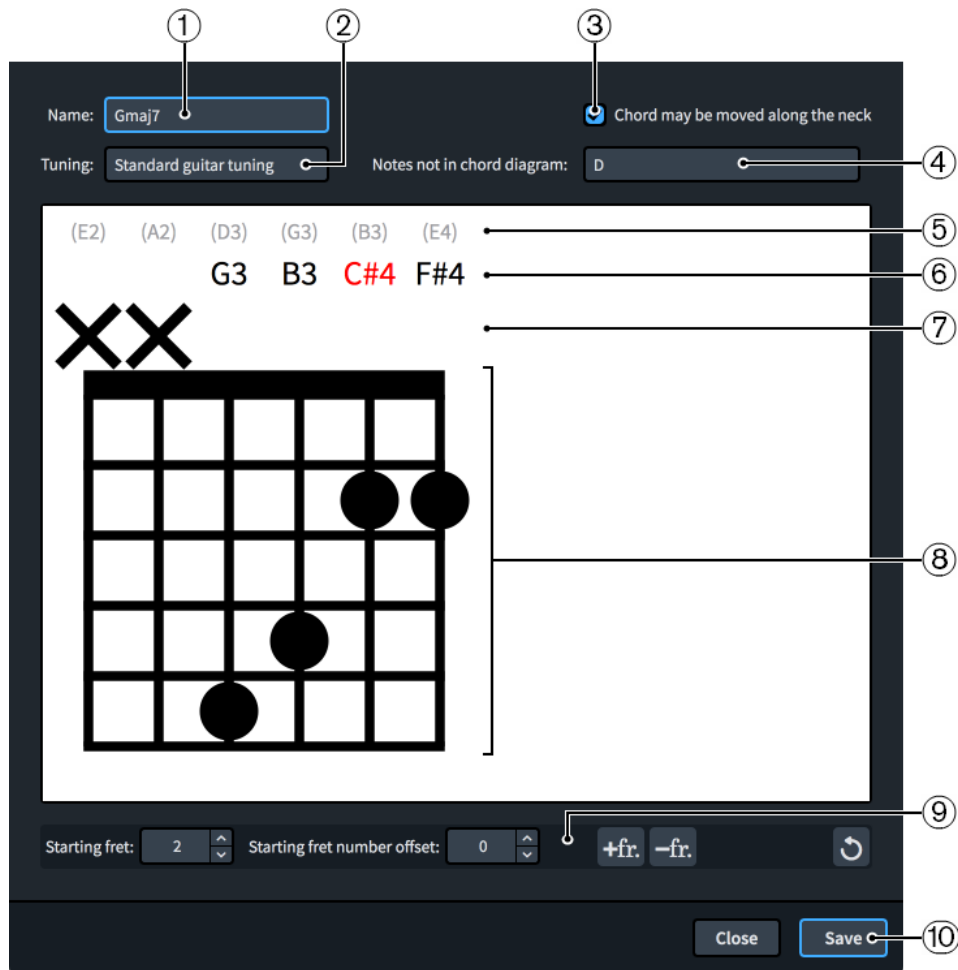 ① ② ③
Name: Gmaj7 Chord may be moved along the neck
Tuning: Standard guitar tuning Notes not in chord diagram: D ④
(E2) (A2) (D3) (G3) (B3) (E4) ⑤
G3 B3 C#4 F#4 ⑥
⑦
⑧
⑨
Starting fret: 2 Starting fret number offset: 0 +fr. −fr.
Close Save ⑩